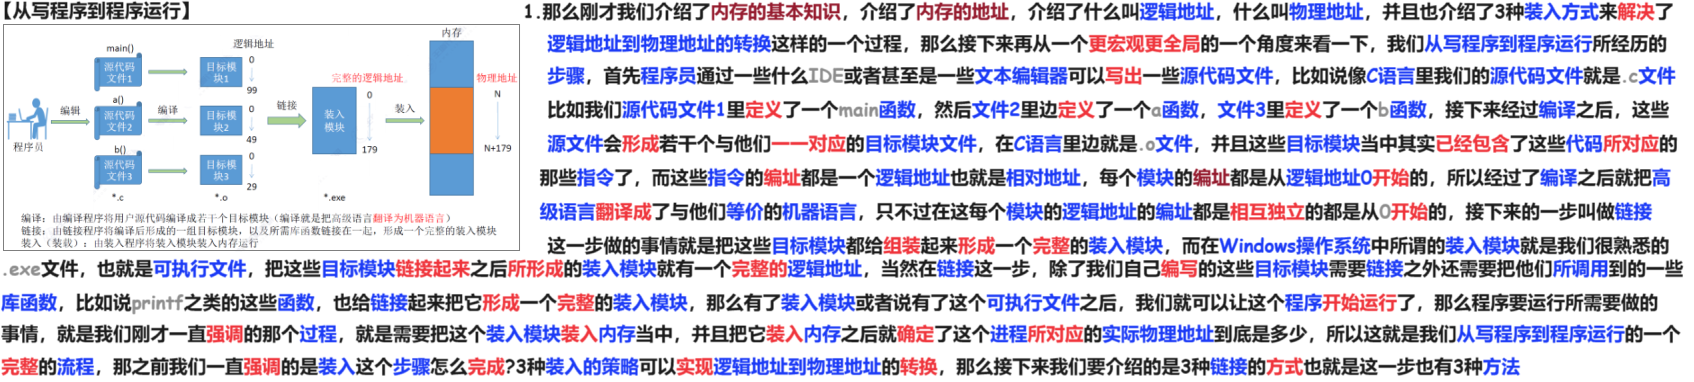 【从写程序到程序运行】
main()
源代码
文件1
a()
源代码
文件2
b()
源代码
文件3
*.c
程序员
编辑
编译
逻辑地址
目标模
块1
0
99
目标模
块2
0
49
目标模
块3
0
29
*.o
链接
完整的逻辑地址
装入
模块
0
179
*.exe
装入
内存
物理地址
N
N+179
编译：由编译程序将用户源代码编译成若干个目标模块（编译就是把高级语言翻译为机器语言）
链接：由链接程序将编译后形成的一组目标模块，以及所需库函数链接在一起，形成一个完整的装入模块
装入（装载）：由装入程序将装入模块装入内存运行
1.那么刚才我们介绍了内存的基本知识，介绍了内存的地址，介绍了什么叫逻辑地址，什么叫物理地址，并且也介绍了3种装入方式来解决了
逻辑地址到物理地址的转换这样的一个过程，那么接下来再从一个更宏观更全局的一个角度来看一下，我们从写程序到程序运行所经历的
步骤，首先程序员通过一些什么IDE或者甚至是一些文本编辑器可以写出一些源代码文件，比如说像C语言里我们的源代码文件就是.c文件
比如我们源代码文件1里定义了一个main函数，然后文件2里边定义了一个a函数，文件3里定义了一个b函数，接下来经过编译之后，这些
源文件会形成若干个与他们一一对应的目标模块文件，在C语言里边就是.o文件，并且这些目标模块当中其实已经包含了这些代码所对应的
那些指令了，而这些指令的编址都是一个逻辑地址也就是相对地址，每个模块的编址都是从逻辑地址0开始的，所以经过了编译之后就把高
级语言翻译成了与他们等价的机器语言，只不过在这每个模块的逻辑地址的编址都是相互独立的都是从0开始的，接下来的一步叫做链接
这一步做的事情就是把这些目标模块都给组装起来形成一个完整的装入模块，而在Windows操作系统中所谓的装入模块就是我们很熟悉的
.exe文件，也就是可执行文件，把这些目标模块链接起来之后所形成的装入模块就有一个完整的逻辑地址，当然在链接这一步，除了我们自己编写的这些目标模块需要链接之外还需要把他们所调用到的一些
库函数，比如说printf之类的这些函数，也给链接起来把它形成一个完整的装入模块，那么有了装入模块或者说有了这个可执行文件之后，我们就可以让这个程序开始运行了，那么程序要运行所需要做的
事情，就是我们刚才一直强调的那个过程，就是需要把这个装入模块装入内存当中，并且把它装入内存之后就确定了这个进程所对应的实际物理地址到底是多少，所以这就是我们从写程序到程序运行的一个
完整的流程，那之前我们一直强调的是装入这个步骤怎么完成?3种装入的策略可以实现逻辑地址到物理地址的转换，那么接下来我们要介绍的是3种链接的方式也就是这一步也有3种方法